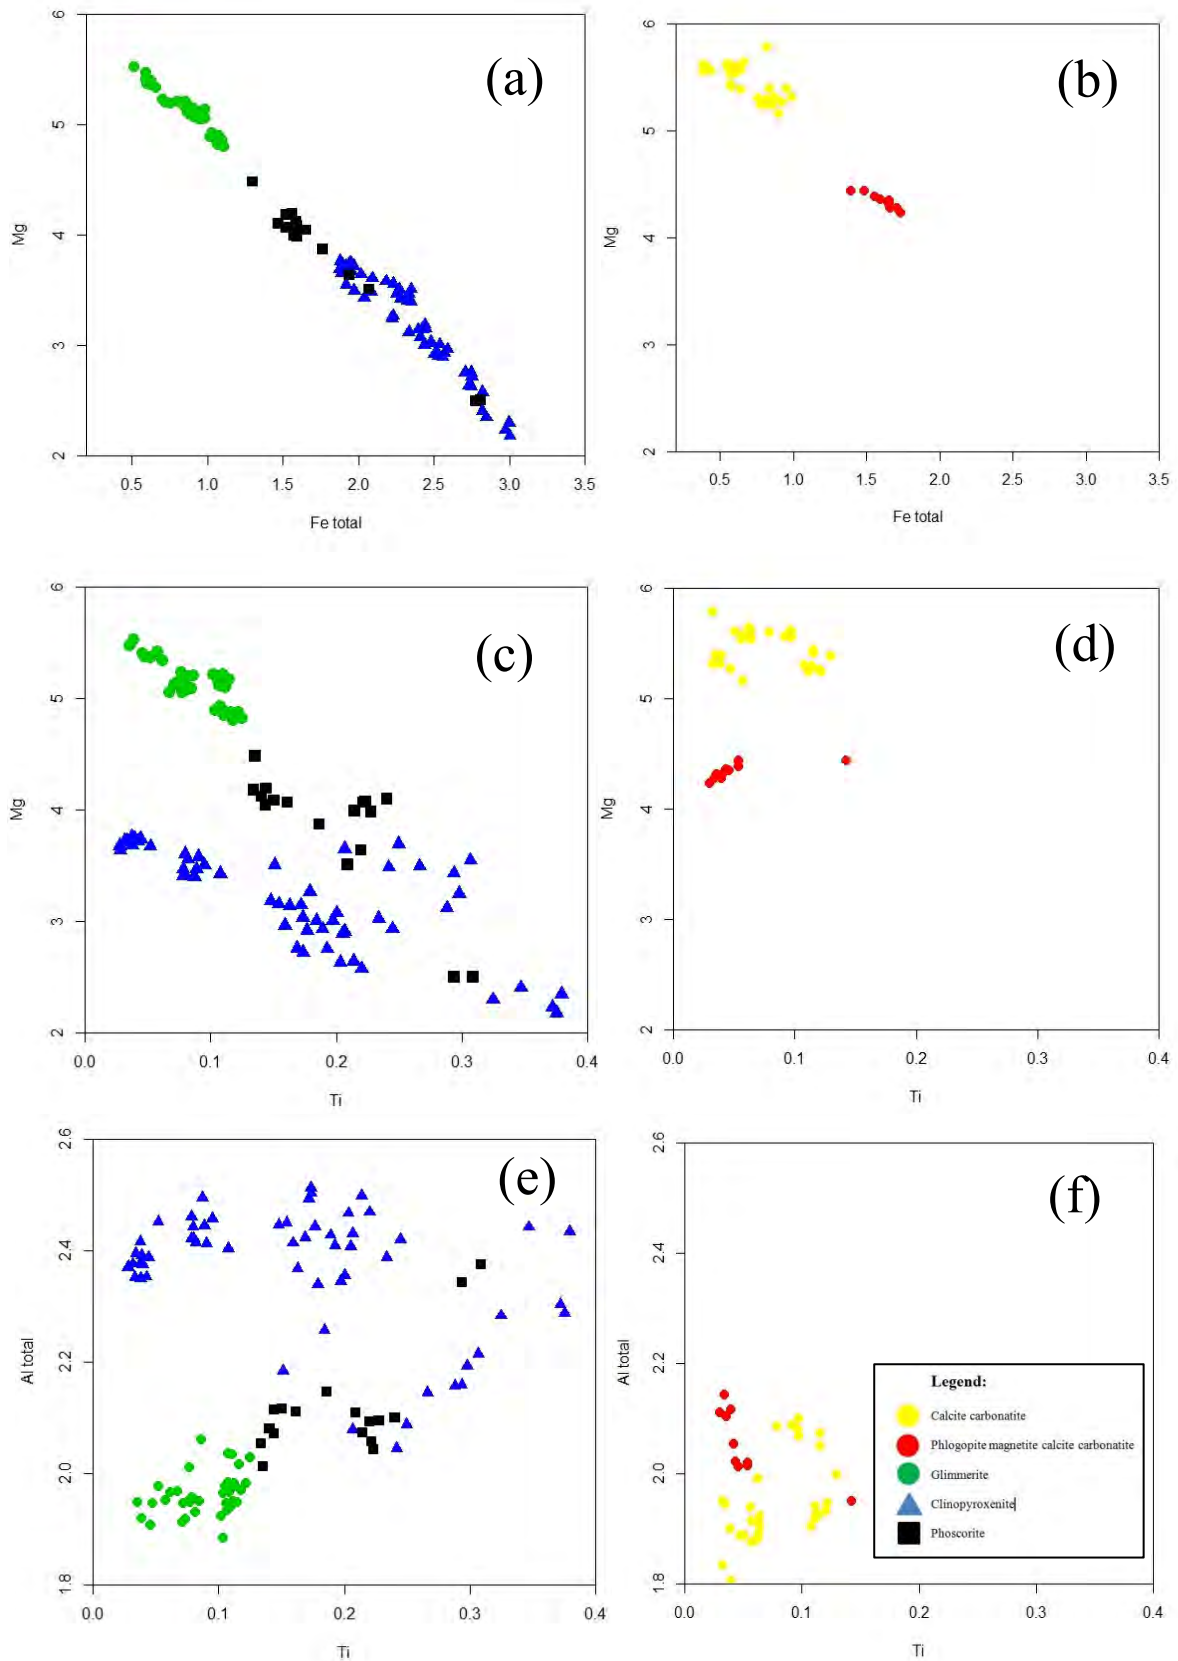 6
5
4
3
2
Mg
(a)
0.5 1.0 1.5 2.0 2.5 3.0 3.5
Fe total
6
5
4
3
2
Mg
(b)
0.5 1.0 1.5 2.0 2.5 3.0 3.5
Fe total
6
5
4
3
2
Mg
(c)
0.0 0.1 0.2 0.3 0.4
Ti
6
5
4
3
2
Mg
(d)
0.0 0.1 0.2 0.3 0.4
Ti
2.6
2.4
2.2
2.0
1.8
Al total
(e)
0.0 0.1 0.2 0.3 0.4
Ti
2.6
2.4
2.2
2.0
1.8
Al total
(f)
Legend:
Calcite carbonatite
Phlogopite magnetite calcite carbonatite
Glimmerite
Clinopyroxenite
Phoscorite
0.0 0.1 0.2 0.3 0.4
Ti